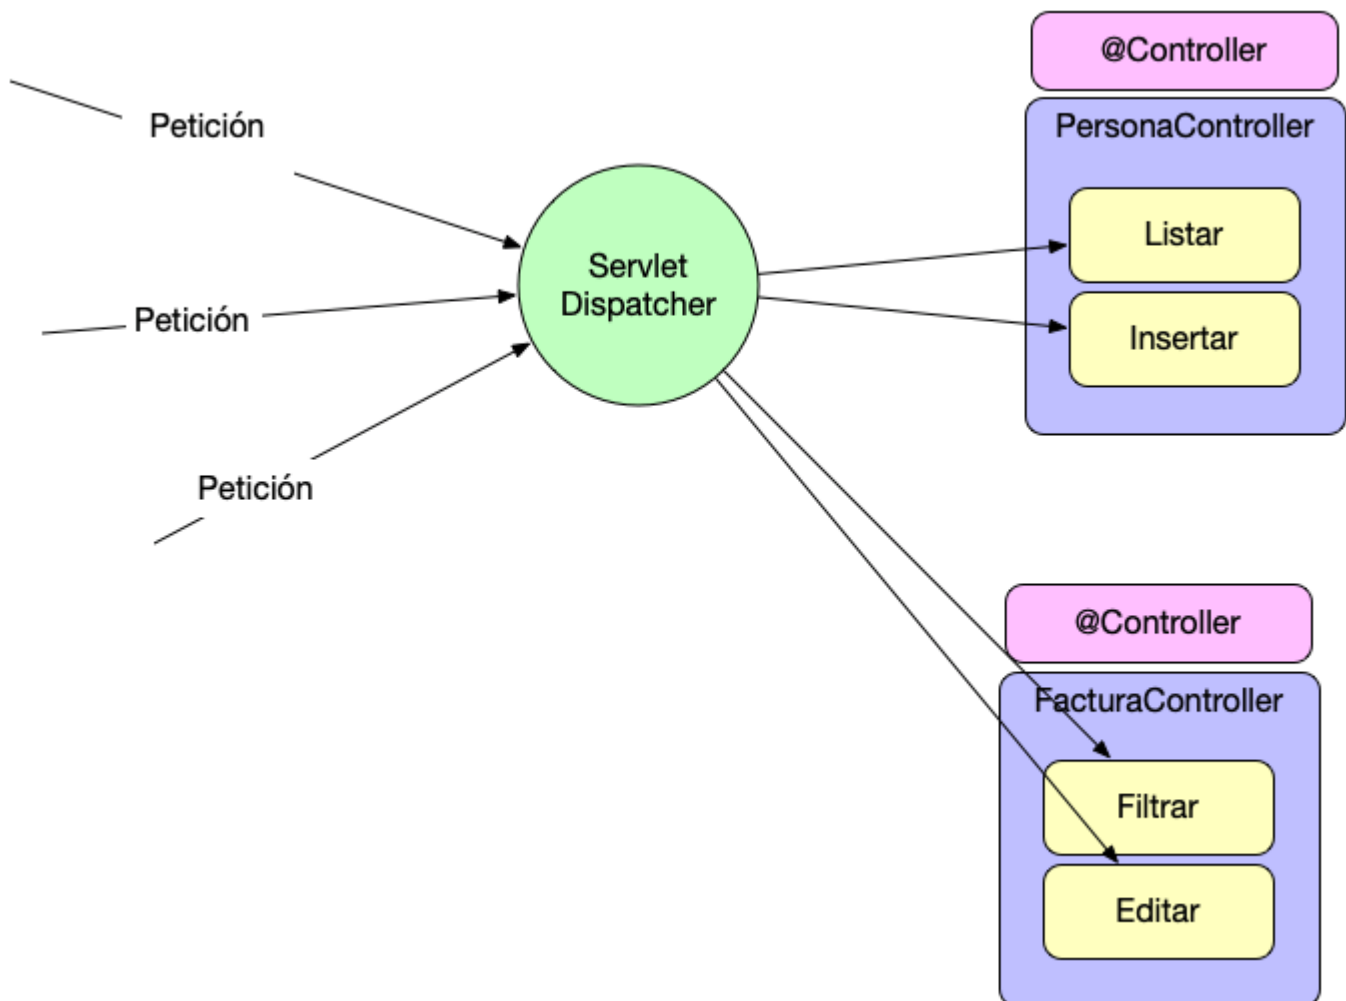 @Controller
PersonaController
Petición
Listar
Servlet
Dispatcher
Petición
Insertar
Petición
@Controller
FacturaController
Filtrar
Editar